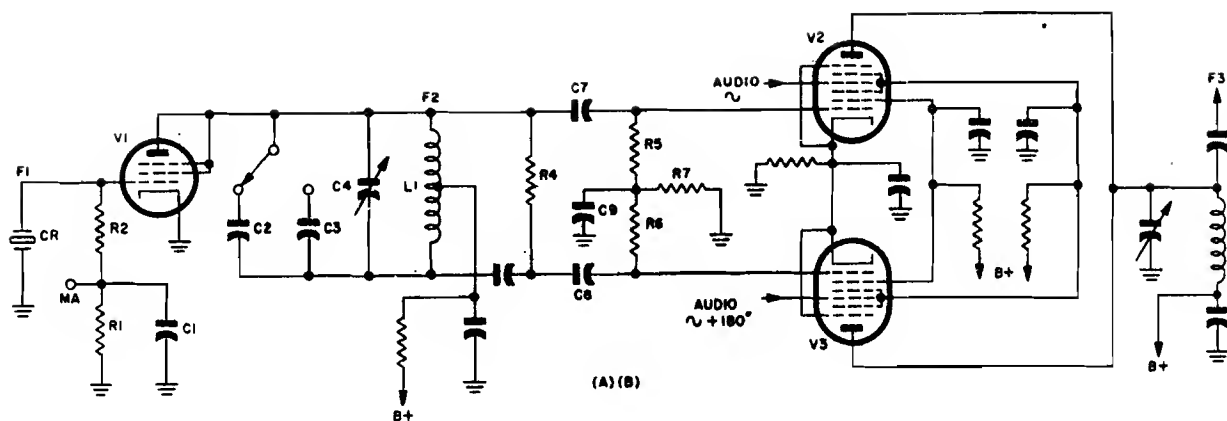 V2
F3
AUDIO
∿
F2
C7
V1
F1
R5
C4
L1
R4
R7
R2
C9
CR
C2
C3
R6
MA
C8
B+
R1
C1
AUDIO
∿ +180°
V3
B+
(A)(B)
B+